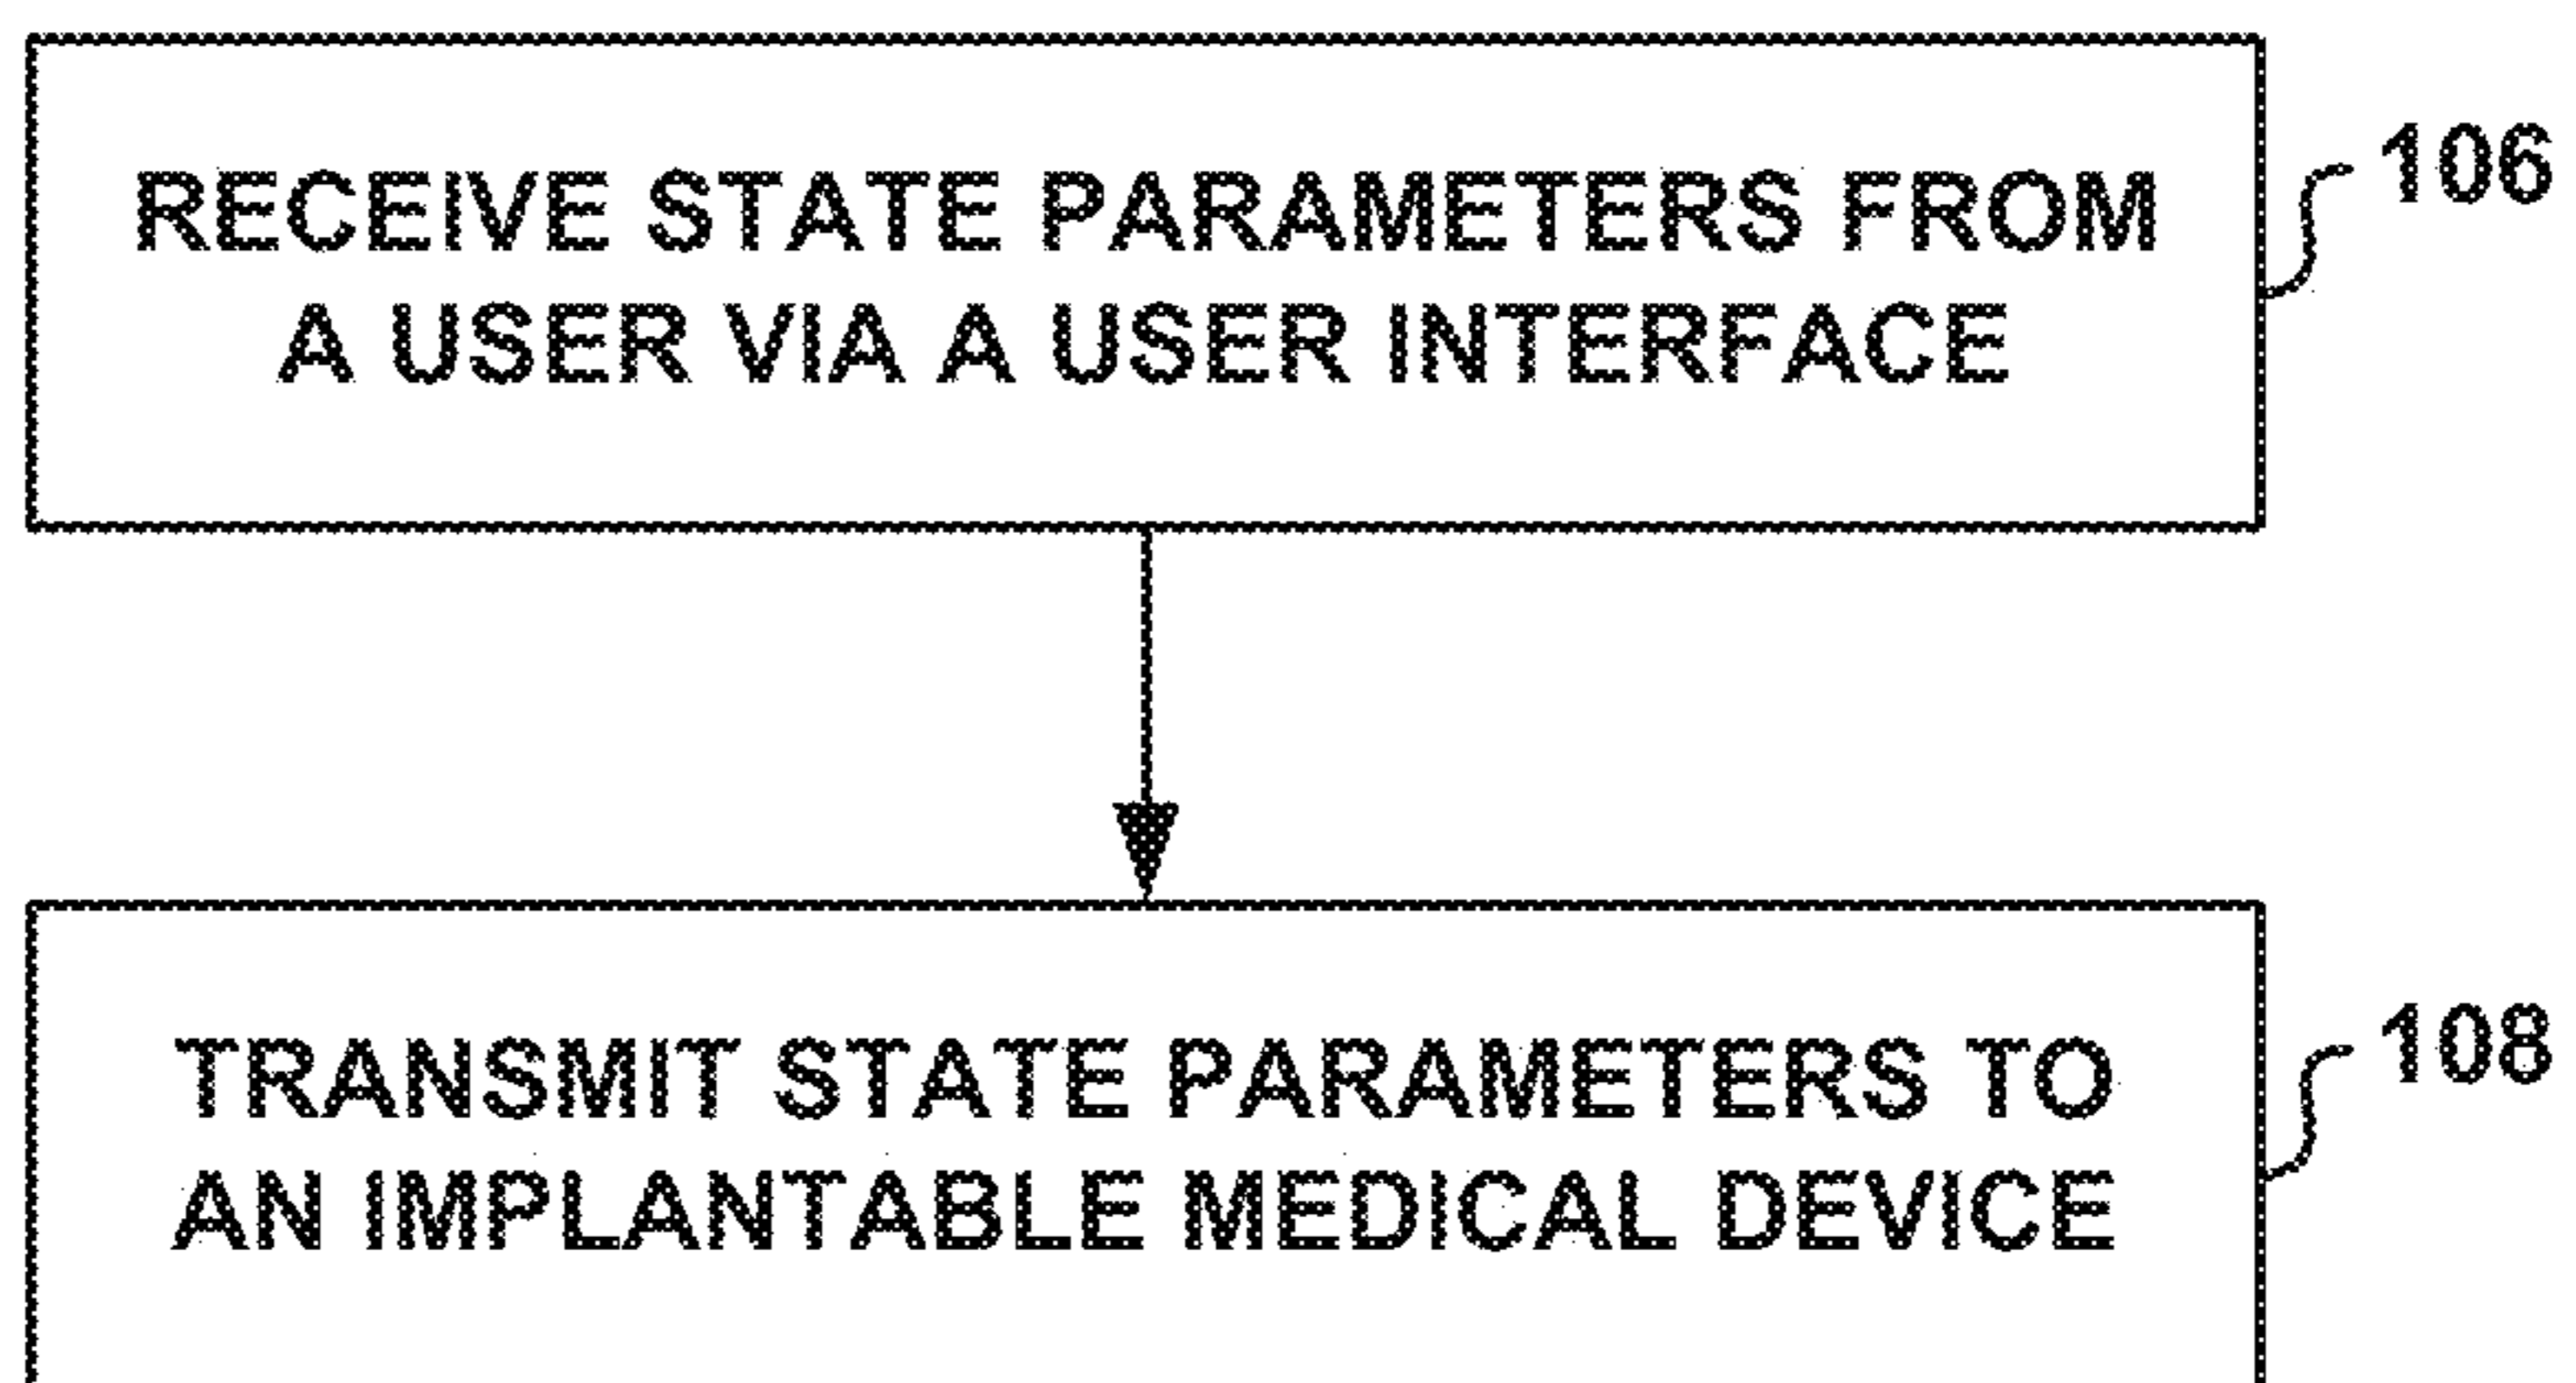 RECEIVE STATE PARAMETERS FROM
A USER VIA A USER INTERFACE
106
TRANSMIT STATE PARAMETERS TO
AN IMPLANTABLE MEDICAL DEVICE
108